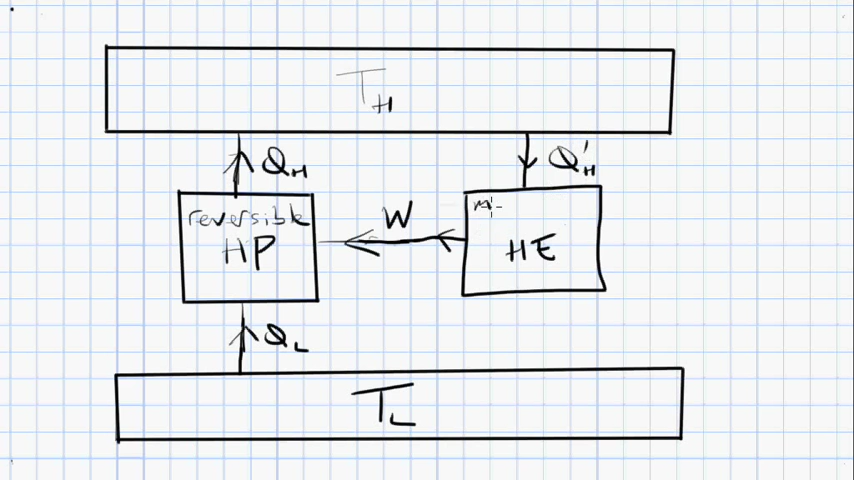 T_H
Q_H
Q'_H
reversible
HP
W
HE
Q_L
T_L